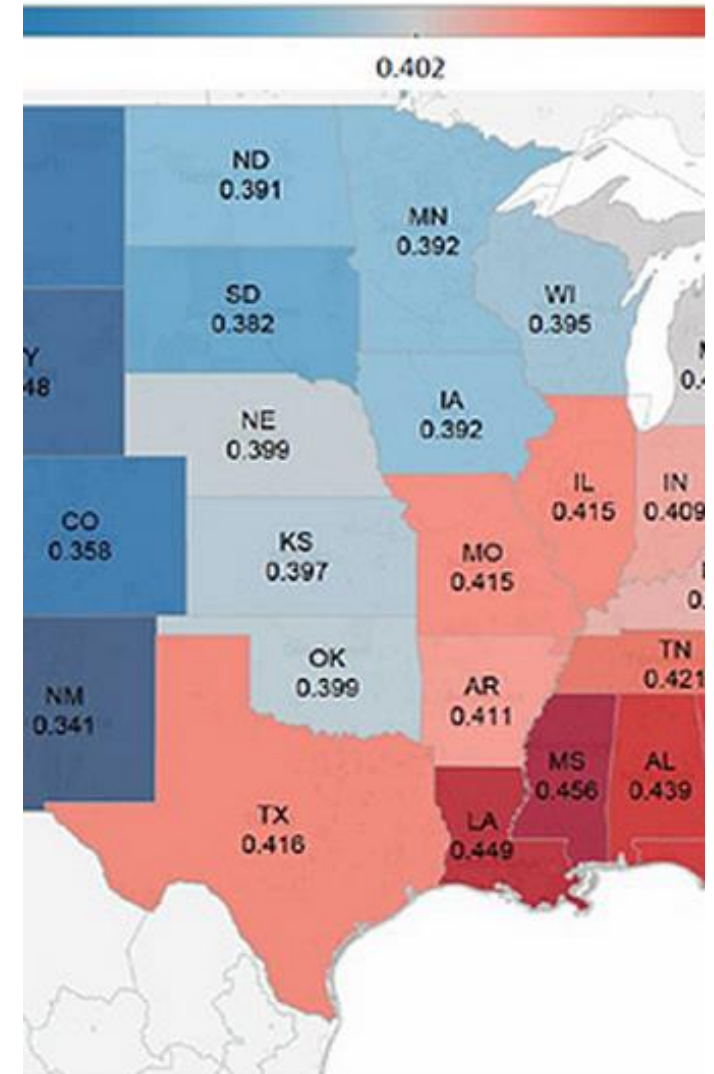 0.402
ND
0.391
MN
0.392
SD
0.382
WI
0.395
Y
48
IA
0.392
NE
0.399
IL
0.415
IN
0.409
CO
0.358
KS
0.397
MO
0.415
OK
0.399
TN
0.421
NM
0.341
AR
0.411
MS
0.456
AL
0.439
TX
0.416
LA
0.449